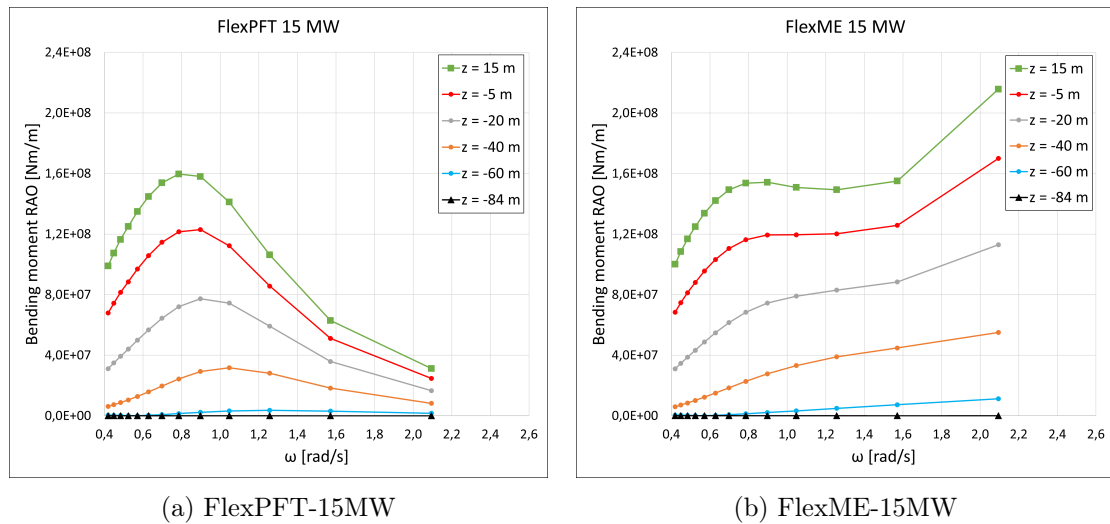 FlexPFT 15 MW
Bending moment RAO [Nm/m]
2,4E+08
2,0E+08
1,6E+08
1,2E+08
8,0E+07
4,0E+07
0,0E+00
0,4 0,6 0,8 1,0 1,2 1,4 1,6 1,8 2,0 2,2 2,4 2,6
ω [rad/s]
z = 15 m
z = -5 m
z = -20 m
z = -40 m
z = -60 m
z = -84 m
(a) FlexPFT-15MW
FlexME 15 MW
Bending moment RAO [Nm/m]
2,4E+08
2,0E+08
1,6E+08
1,2E+08
8,0E+07
4,0E+07
0,0E+00
0,4 0,6 0,8 1,0 1,2 1,4 1,6 1,8 2,0 2,2 2,4 2,6
ω [rad/s]
z = 15 m
z = -5 m
z = -20 m
z = -40 m
z = -60 m
z = -84 m
(b) FlexME-15MW